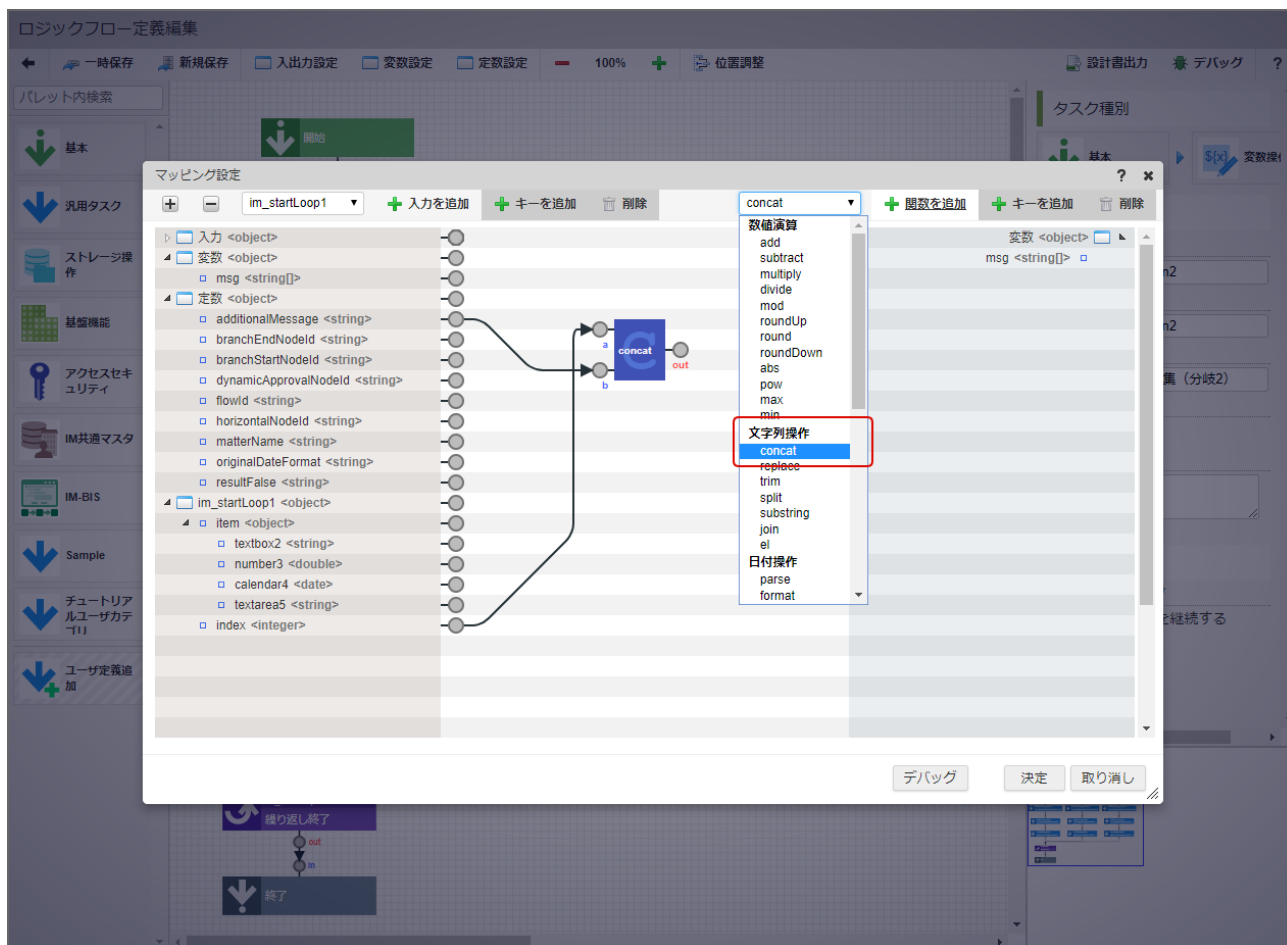 ロジックフロー定義編集
一時保存 新規保存 入出力設定 変数設定 定数設定 100% 位置調整 設計書出力 デバッグ ?
パレット内検索
基本
汎用タスク
ストレージ操
作
基盤機能
アクセスセキ
ュリティ
IM共通マスタ
IM-BIS
Sample
チュートリア
ルユーザカテ
ゴリ
ユーザ定義追
加
開始
タスク種別
基本
${x}
変数操作
マッピング設定
?
im_startLoop1 入力を追加 キーを追加 削除
concat 関数を追加 キーを追加 削除
入力 <object>
変数 <object>
msg <string[]>
定数 <object>
additionalMessage <string>
branchEndNodeId <string>
branchStartNodeId <string>
dynamicApprovalNodeId <string>
flowId <string>
horizontalNodeId <string>
matterName <string>
originalDateFormat <string>
resultFalse <string>
im_startLoop1 <object>
item <object>
textbox2 <string>
number3 <double>
calendar4 <date>
textarea5 <string>
index <integer>
a
concat
out
b
数値演算
add
subtract
multiply
divide
mod
roundUp
round
roundDown
abs
pow
max
min
文字列操作
concat
replace
trim
split
substring
join
el
日付操作
parse
format
変数 <object>
msg <string[]>
n2
n2
集（分岐2）
を継続する
デバッグ 決定 取り消し
繰り返し終了
out
in
終了